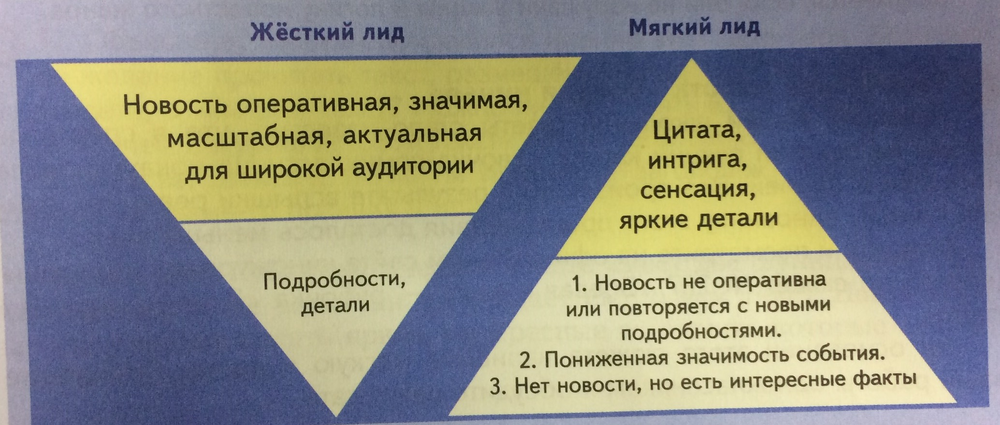 Жёсткий лид
Новость оперативная, значимая,
масштабная, актуальная
для широкой аудитории
Подробности,
детали
Мягкий лид
Цитата,
интрига,
сенсация,
яркие детали
1. Новость не оперативна
или повторяется с новыми
подробностями.
2. Пониженная значимость события.
3. Нет новости, но есть интересные факты